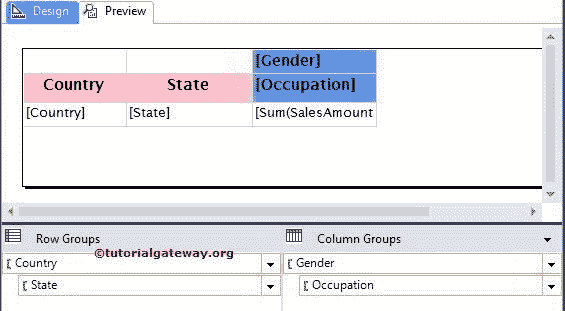 Design Preview
[Gender]
Country State [Occupation]
[Country] [State] [Sum(SalesAmount
Row Groups Column Groups
©tutorialgateway.org
Country Gender
State Occupation